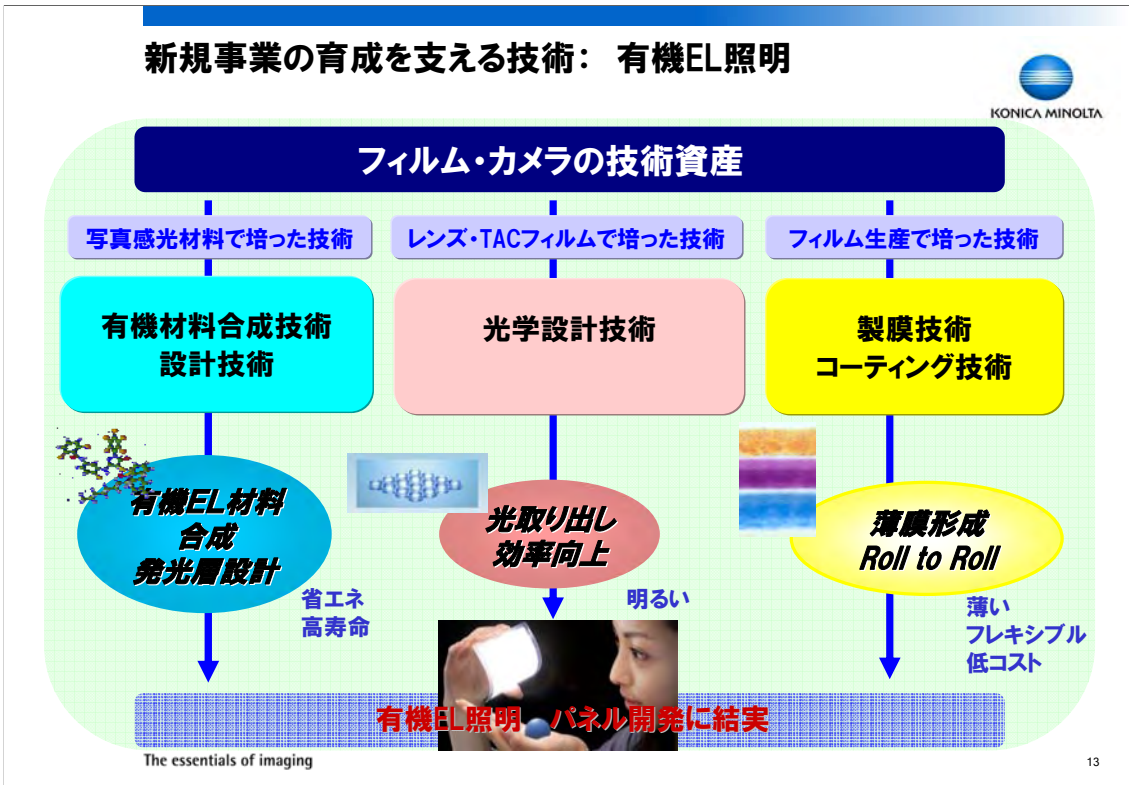 新規事業の育成を支える技術： 有機EL照明
KONICA MINOLTA
フィルム・カメラの技術資産
写真感光材料で培った技術
レンズ・TACフィルムで培った技術
フィルム生産で培った技術
有機材料合成技術
設計技術
光学設計技術
製膜技術
コーティング技術
有機EL材料
合成
発光層設計
光取り出し
効率向上
薄膜形成
Roll to Roll
省エネ
高寿命
明るい
薄い
フレキシブル
低コスト
有機EL照明 パネル開発に結実
The essentials of imaging
13